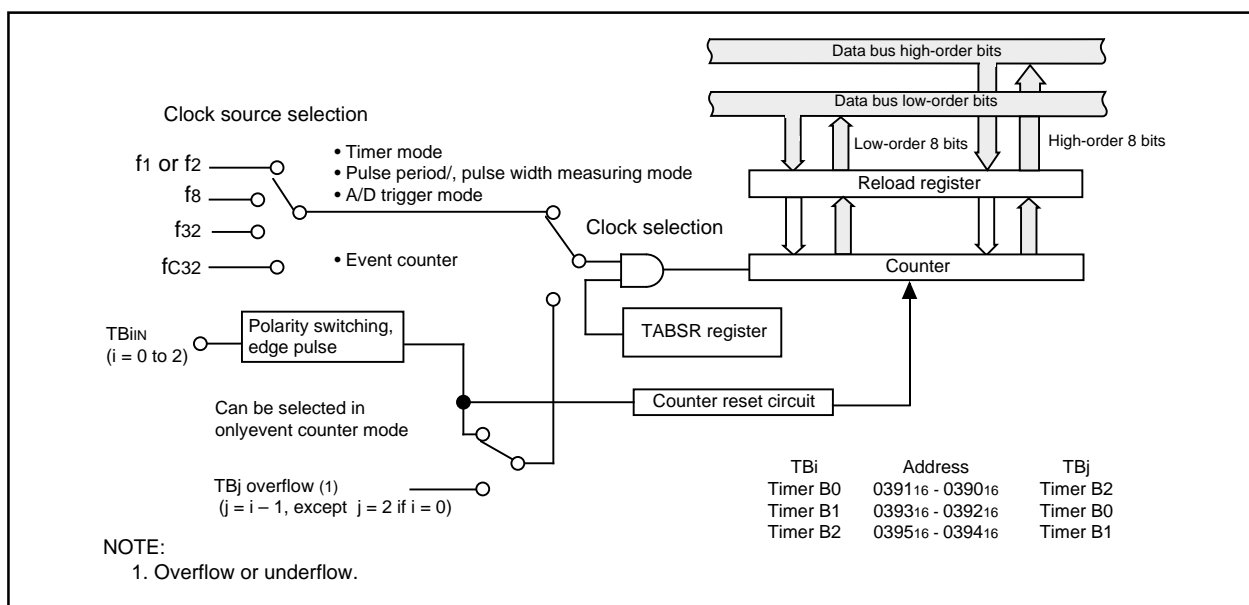 Data bus high-order bits
Data bus low-order bits
Clock source selection
Low-order 8 bits
High-order 8 bits
f1 or f2
• Timer mode
• Pulse period/, pulse width measuring mode
• A/D trigger mode
f8
Reload register
Clock selection
f32
fC32
• Event counter
Counter
TBiIN
(i = 0 to 2)
Polarity switching,
edge pulse
TABSR register
Can be selected in
onlyevent counter mode
Counter reset circuit
TBj overflow (1)
(j = i – 1, except j = 2 if i = 0)
TBi Address TBj
Timer B0 039116 - 039016 Timer B2
Timer B1 039316 - 039216 Timer B0
Timer B2 039516 - 039416 Timer B1
NOTE:
1. Overflow or underflow.